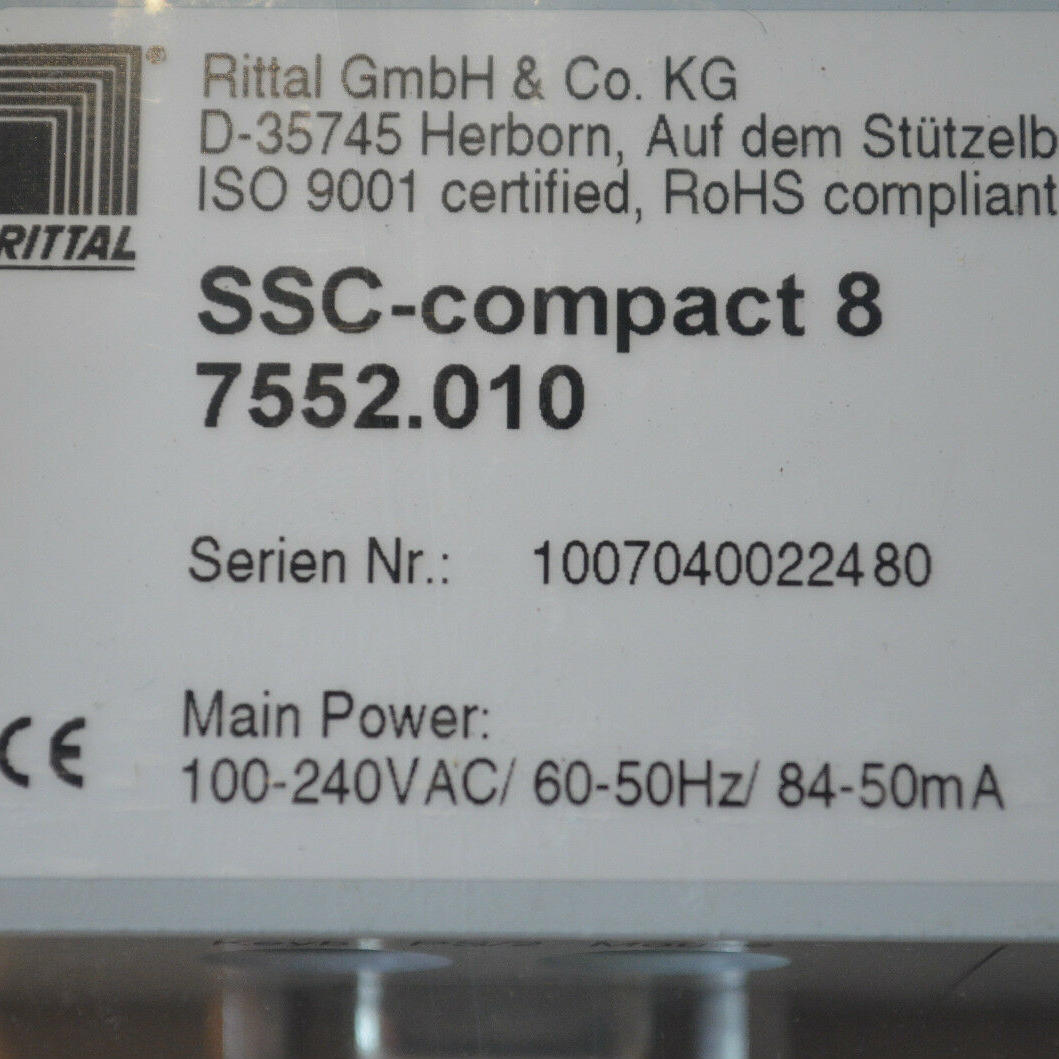 Rittal GmbH & Co. KG
D-35745 Herborn, Auf dem Stützelb
ISO 9001 certified, RoHS compliant
RITTAL
SSC-compact 8
7552.010
Serien Nr.: 1007040022480
CE
Main Power:
100-240VAC/ 60-50Hz/ 84-50mA